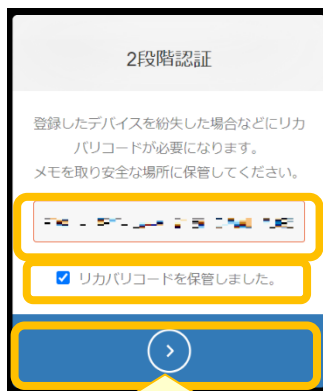 2段階認証
登録したデバイスを紛失した場合などにリカ
バリコードが必要になります。
メモを取り安全な場所に保管してください。
リカバリコードを保管しました。